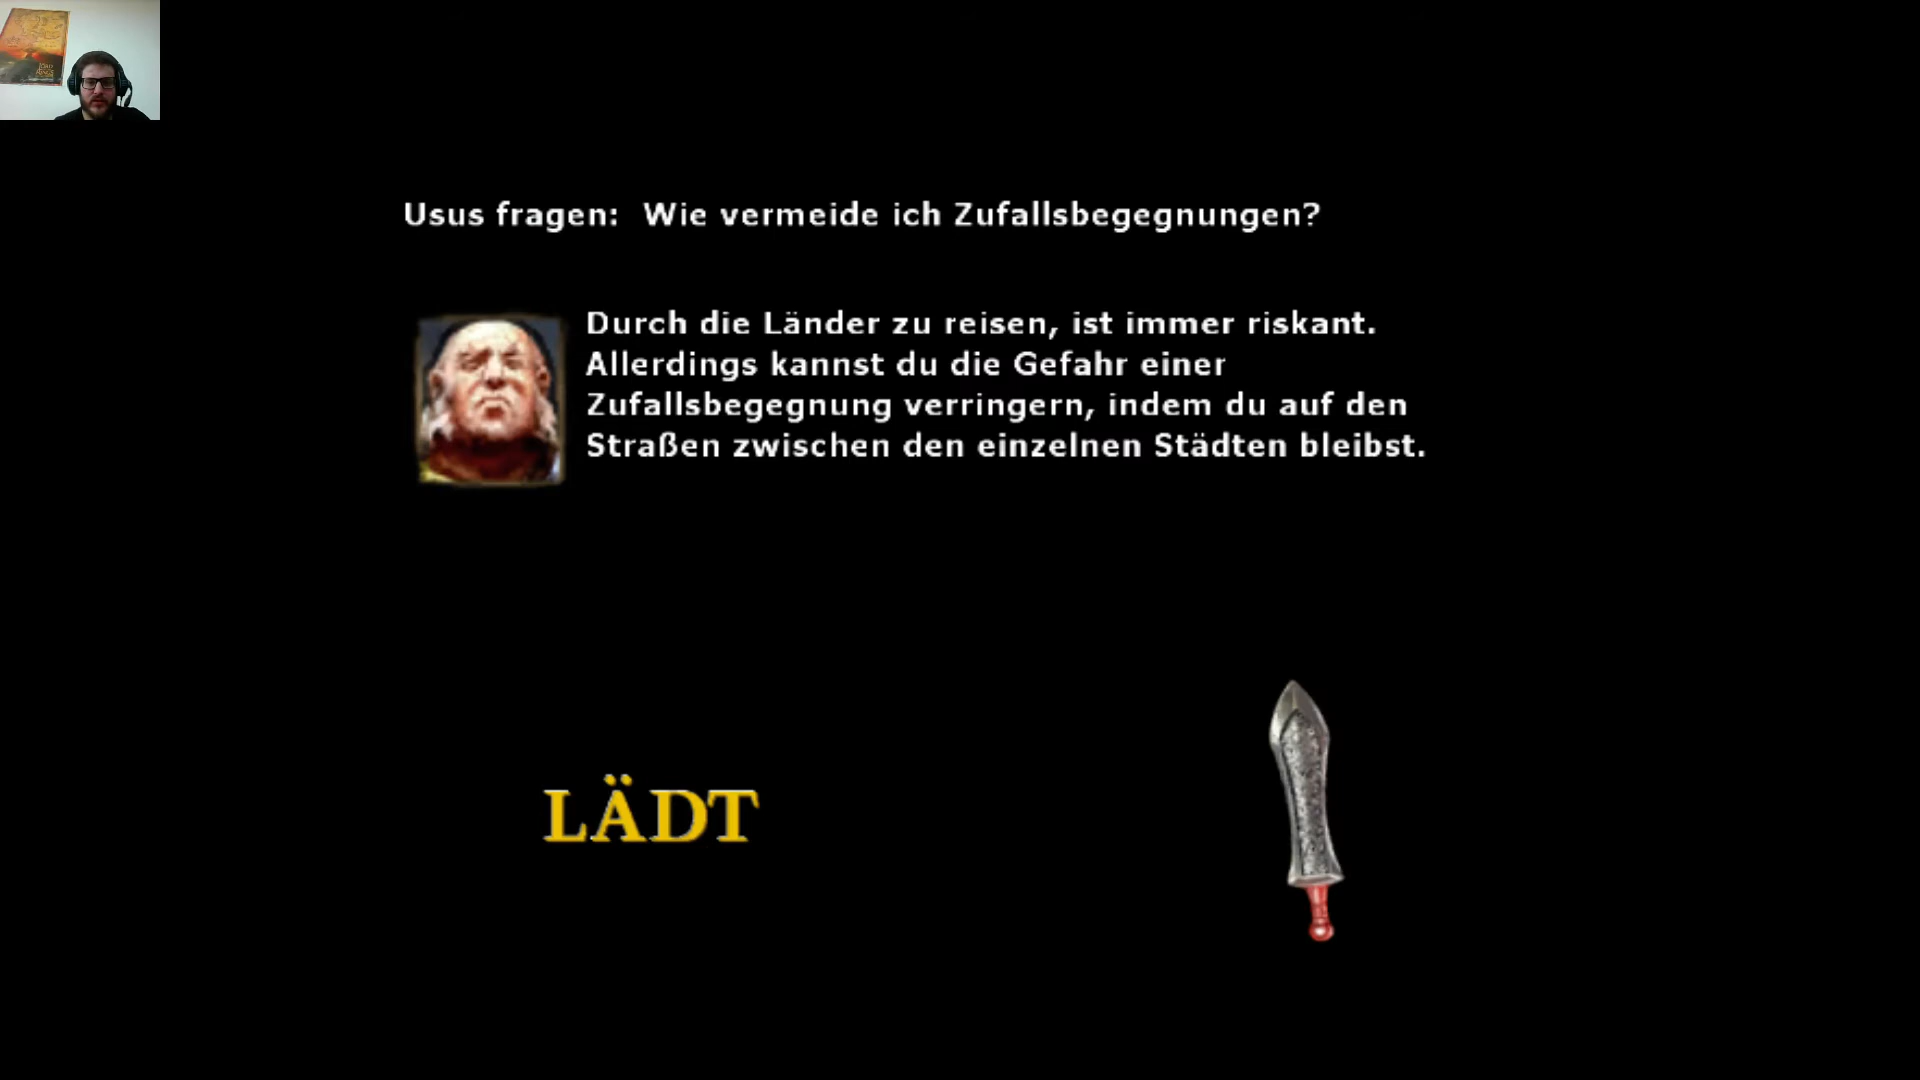 Usus fragen: Wie vermeide ich Zufallsbegegnungen?
Durch die Länder zu reisen, ist immer riskant.
Allerdings kannst du die Gefahr einer
Zufallsbegegnung verringern, indem du auf den
Straßen zwischen den einzelnen Städten bleibst.
LÄDT